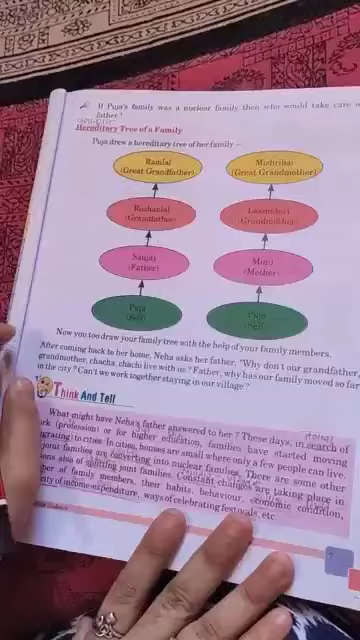 If Puja's family was a nuclear family then who would take care o
father?
Hereditary Tree of a Family
Puja drew a hereditary tree of her family —
Ramlal
(Great Grandfather)
Mishribai
(Great Grandmother)
Roshanlal
(Grandfather)
Laxmidevi
(Grandmother)
Sanjay
(Father)
(Mother)
Puja
(Self)
Puja
(Self)
Now you too draw your family tree with the help of your family members.
After coming back to her home, Neha asks her father, "Why don't our grandfather,
grandmother, chacha, chachi live with us? Father, why has our family moved so far
in the city? Can't we work together staying in our village?
Think And Tell
What might have Neha's father answered to her? These days, in search of
rk (profession) or for higher education, families have started moving
grating) to cities. In cities, houses are small where only a few people can live.
joint families are converting into nuclear families. There are some other
ons also of splitting joint families. Constant changes are taking place in
ber of family members, their habits, behaviour, economic condition,
city of income-expenditure, ways of celebrating festivals, etc
7